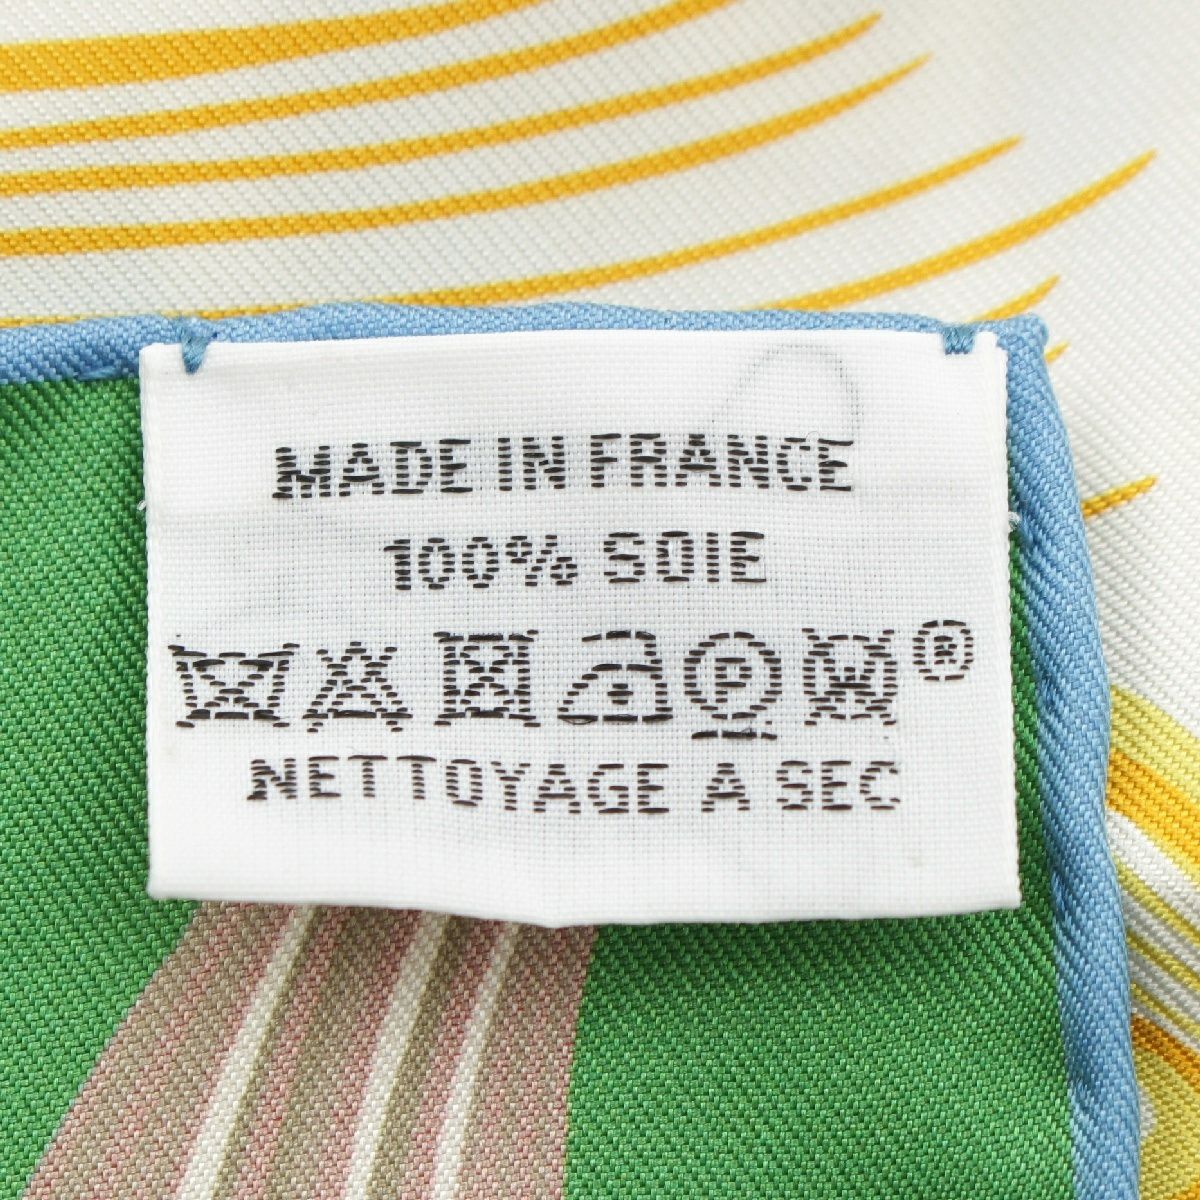 MADE IN FRANCE
100% SOIE
P W ®
NETTOYAGE A SEC